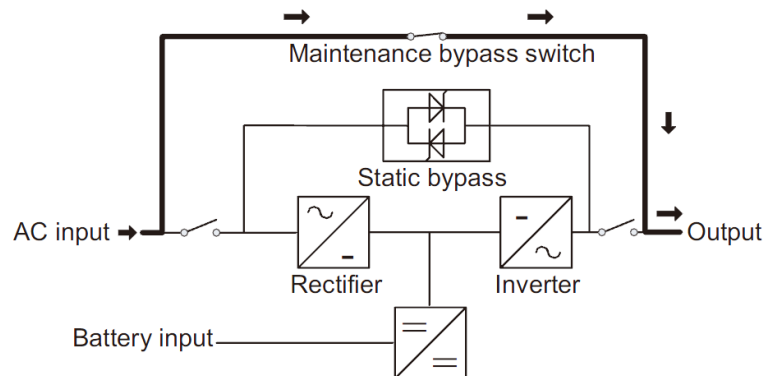 Maintenance bypass switch
Static bypass
AC input
Output
Rectifier
Inverter
Battery input